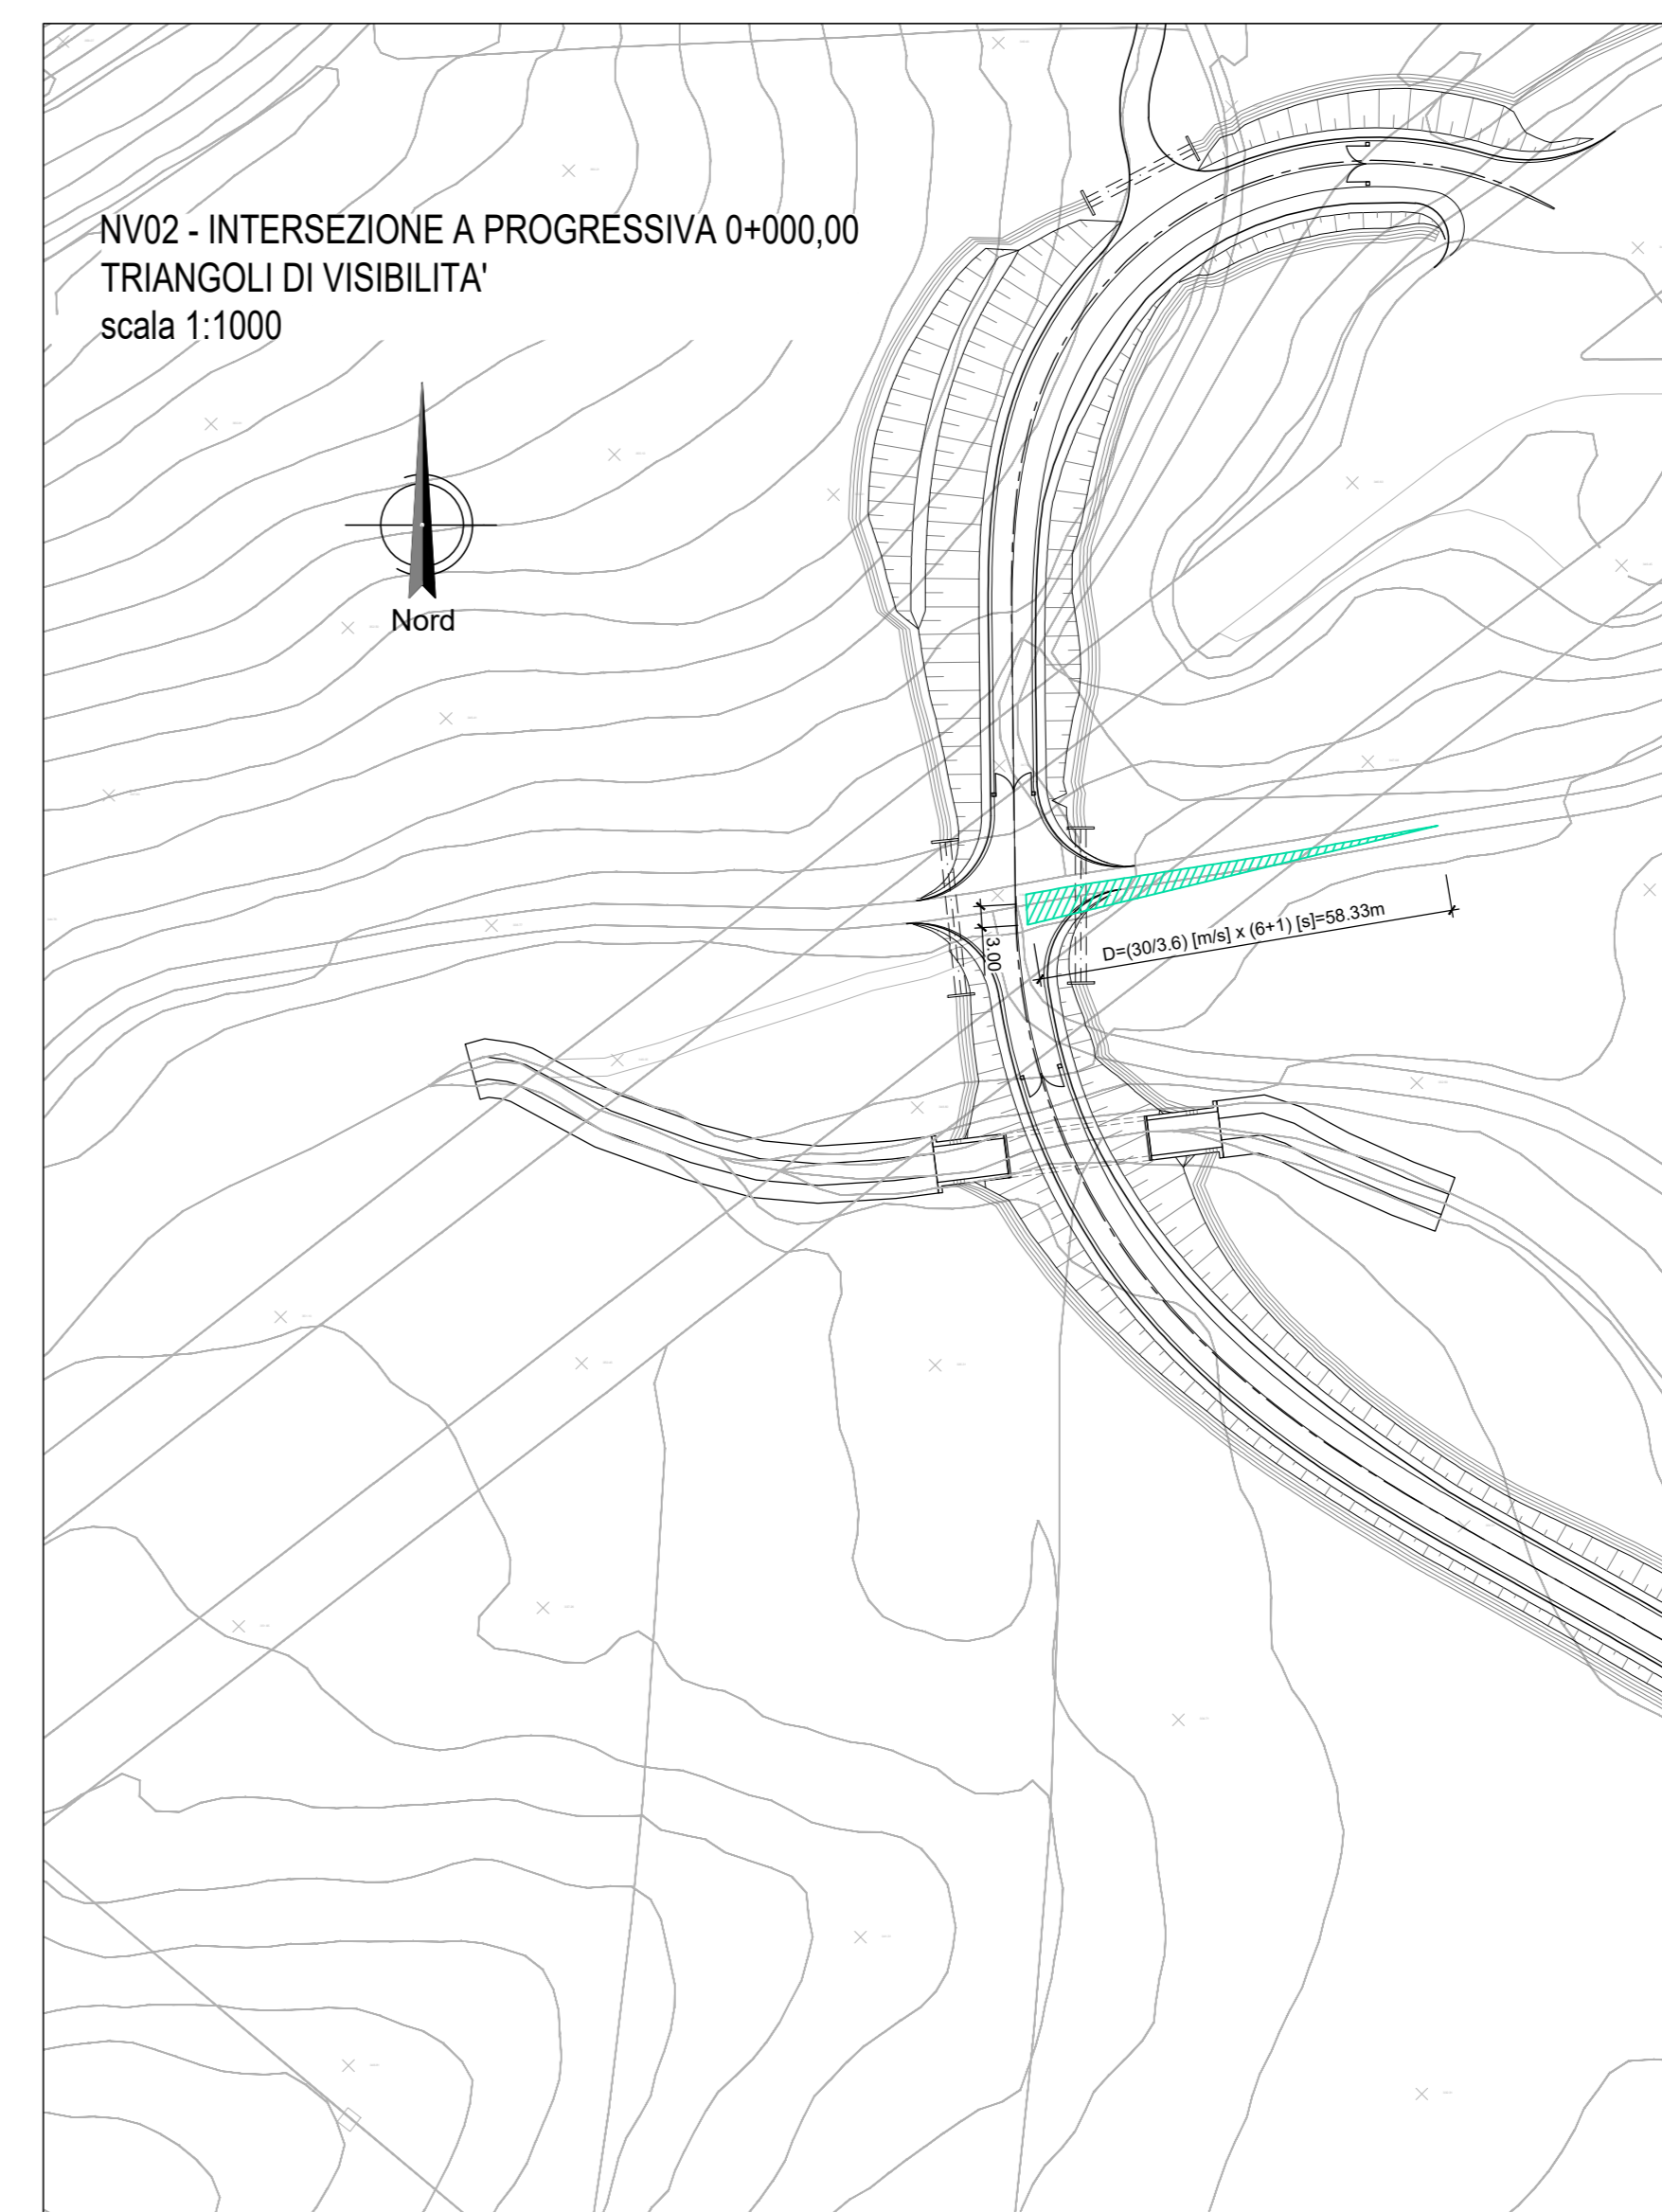 NV02 - INTERSEZIONE A PROGRESSIVA 0+000,00
TRIANGOLI DI VISIBILITA'
scala 1:1000
Nord
3.00
D=(30/3.6) [m/s] x (6+1) [s]=58.33m